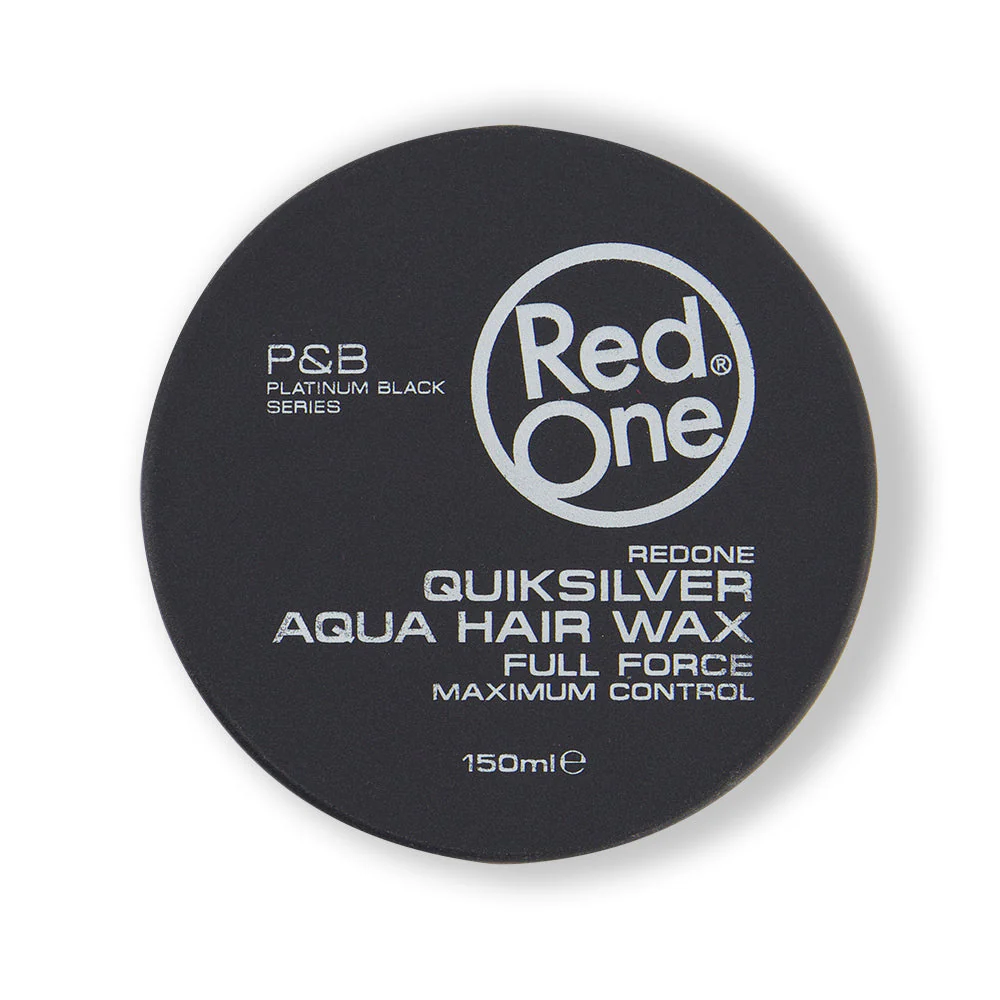 Red®
One
P&B
PLATINUM BLACK
SERIES
REDONE
QUIKSILVER
AQUA HAIR WAX
FULL FORCE
MAXIMUM CONTROL
150ml℮